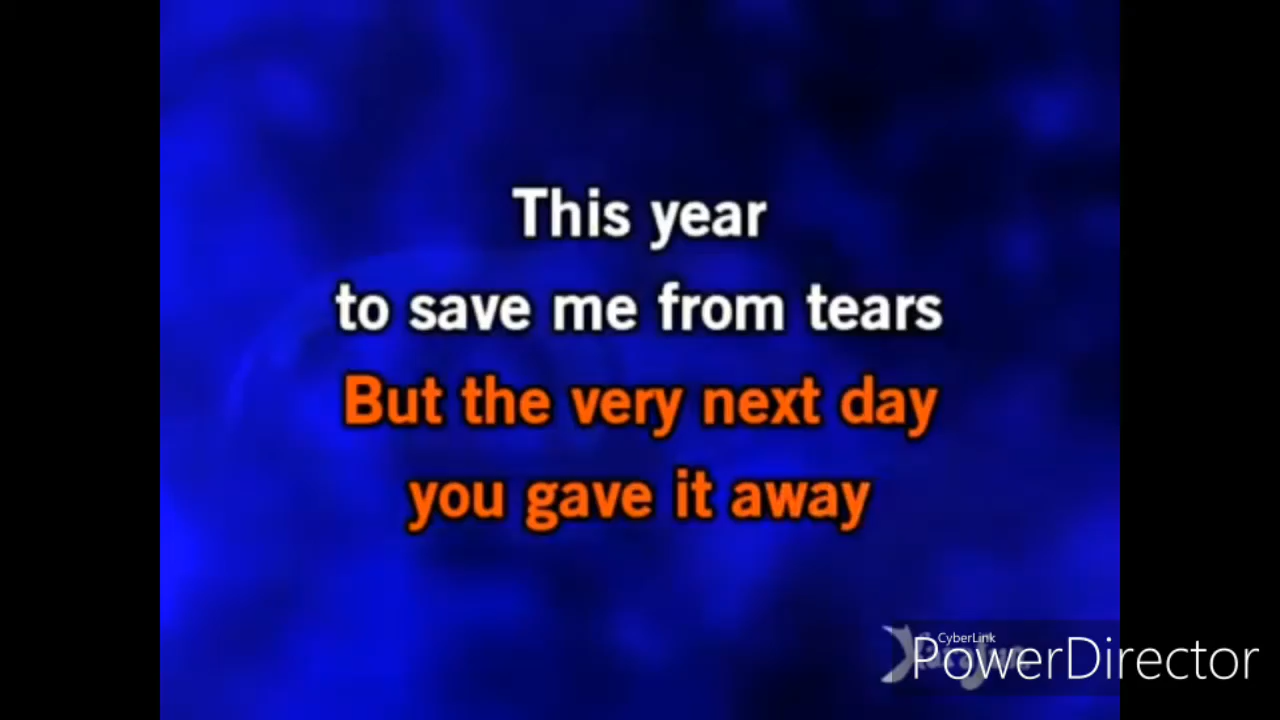 This year
to save me from tears
But the very next day
you gave it away
CyberLink
PowerDirector